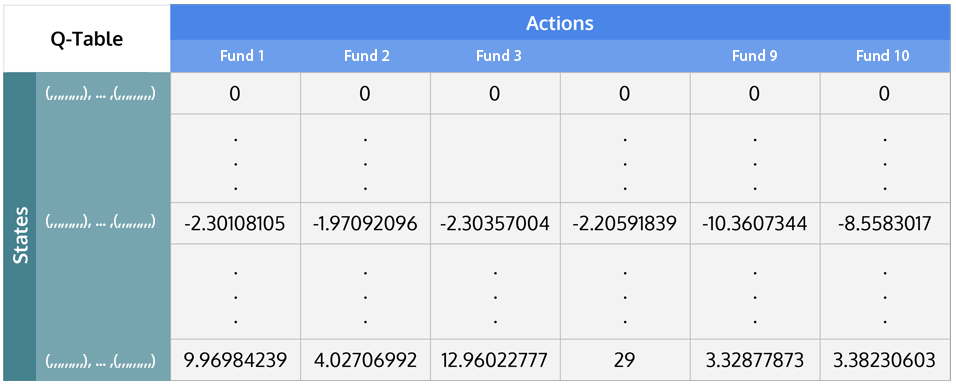 Q-Table
Actions
Fund 1 Fund 2 Fund 3 Fund 9 Fund 10
States
(,,,,,,,,,), ... ,(,,,,,,,,,) 0 0 0 0 0 0
. . . . .
. . . . .
. . . . .
(,,,,,,,,,), ... ,(,,,,,,,,,) -2.30108105 -1.97092096 -2.30357004 -2.20591839 -10.3607344 -8.5583017
. . . . . .
. . . . . .
. . . . . .
(,,,,,,,,,), ... ,(,,,,,,,,,) 9.96984239 4.02706992 12.96022777 29 3.32877873 3.38230603